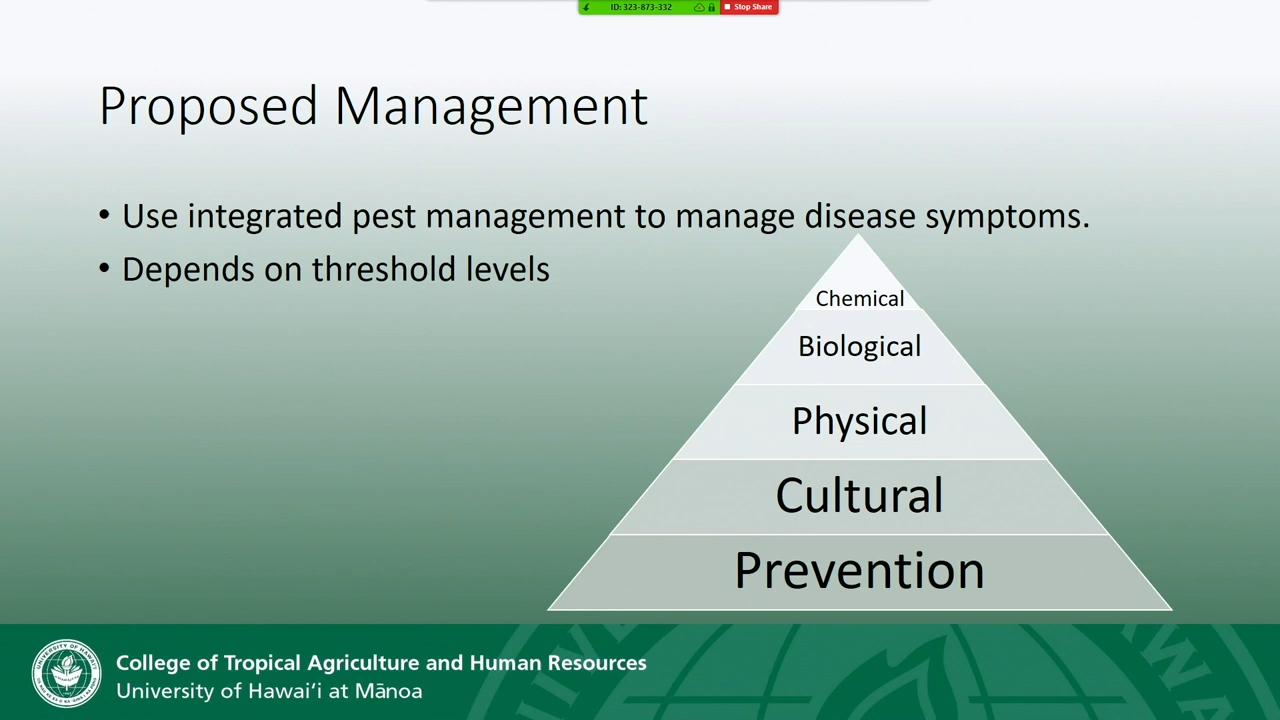 ID: 323-873-332
Stop Share
Proposed Management
• Use integrated pest management to manage disease symptoms.
• Depends on threshold levels
Chemical
Biological
Physical
Cultural
Prevention
College of Tropical Agriculture and Human Resources
University of Hawaiʻi at Mānoa